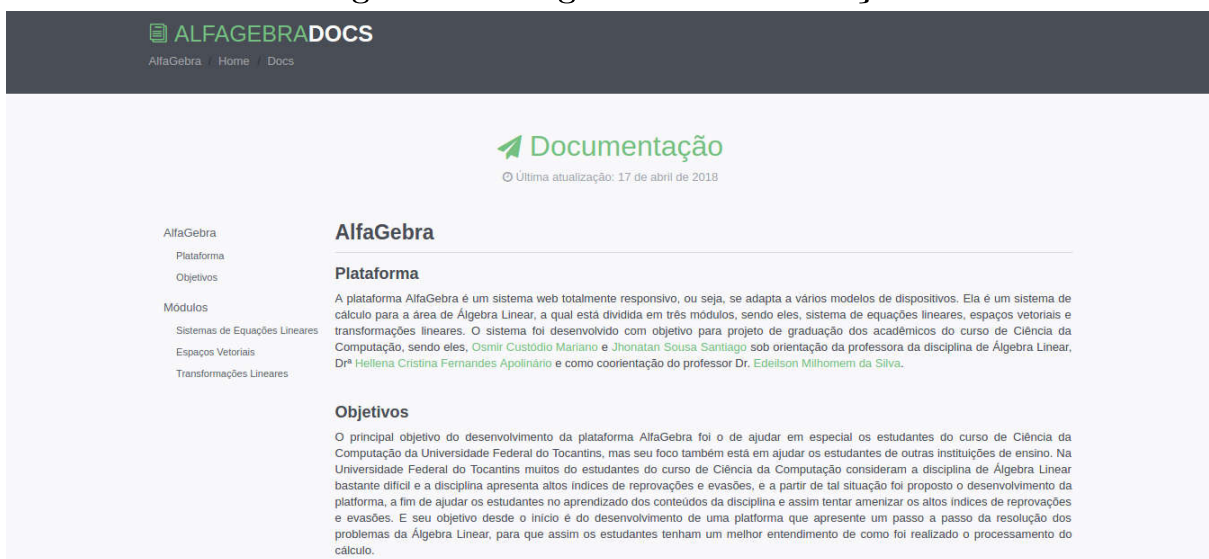 ALFAGEBRADOCS
AlfaGebra / Home / Docs
Documentação
Última atualização: 17 de abril de 2018
AlfaGebra
Plataforma
Objetivos
Módulos
Sistemas de Equações Lineares
Espaços Vetoriais
Transformações Lineares
AlfaGebra
Plataforma
A plataforma AlfaGebra é um sistema web totalmente responsivo, ou seja, se adapta a vários modelos de dispositivos. Ela é um sistema de
cálculo para a área de Álgebra Linear, a qual está dividida em três módulos, sendo eles, sistema de equações lineares, espaços vetoriais e
transformações lineares. O sistema foi desenvolvido com objetivo para projeto de graduação dos acadêmicos do curso de Ciência da
Computação, sendo eles, Osmir Custódio Mariano e Jhonatan Sousa Santiago sob orientação da professora da disciplina de Álgebra Linear,
Drª Hellena Cristina Fernandes Apolinário e como coorientação do professor Dr. Edeilson Milhomem da Silva.
Objetivos
O principal objetivo do desenvolvimento da plataforma AlfaGebra foi o de ajudar em especial os estudantes do curso de Ciência da
Computação da Universidade Federal do Tocantins, mas seu foco também está em ajudar os estudantes de outras instituições de ensino. Na
Universidade Federal do Tocantins muitos do estudantes do curso de Ciência da Computação consideram a disciplina de Álgebra Linear
bastante difícil e a disciplina apresenta altos índices de reprovações e evasões, e a partir de tal situação foi proposto o desenvolvimento da
platforma, a fim de ajudar os estudantes no aprendizado dos conteúdos da disciplina e assim tentar amenizar os altos índices de reprovações
e evasões. E seu objetivo desde o início é do desenvolvimento de uma platforma que apresente um passo a passo da resolução dos
problemas da Álgebra Linear, para que assim os estudantes tenham um melhor entendimento de como foi realizado o processamento do
cálculo.